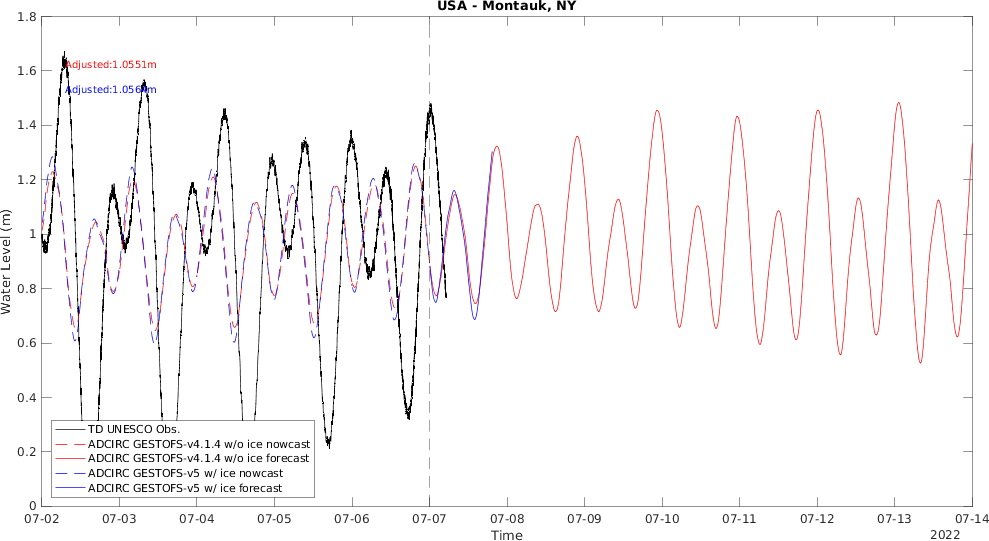 USA - Montauk, NY
1.8
1.6
1.4
1.2
1
0.8
0.6
0.4
0.2
0
Water Level (m)
Adjusted:1.0551m
TD UNESCO Obs.
ADCIRC GESTOFS-v4.1.4 w/o ice nowcast
ADCIRC GESTOFS-v4.1.4 w/o ice forecast
ADCIRC GESTOFS-v5 w/ ice nowcast
ADCIRC GESTOFS-v5 w/ ice forecast
07-02 07-03 07-04 07-05 07-06 07-07 07-08 07-09 07-10 07-11 07-12 07-13 07-14
Time
2022